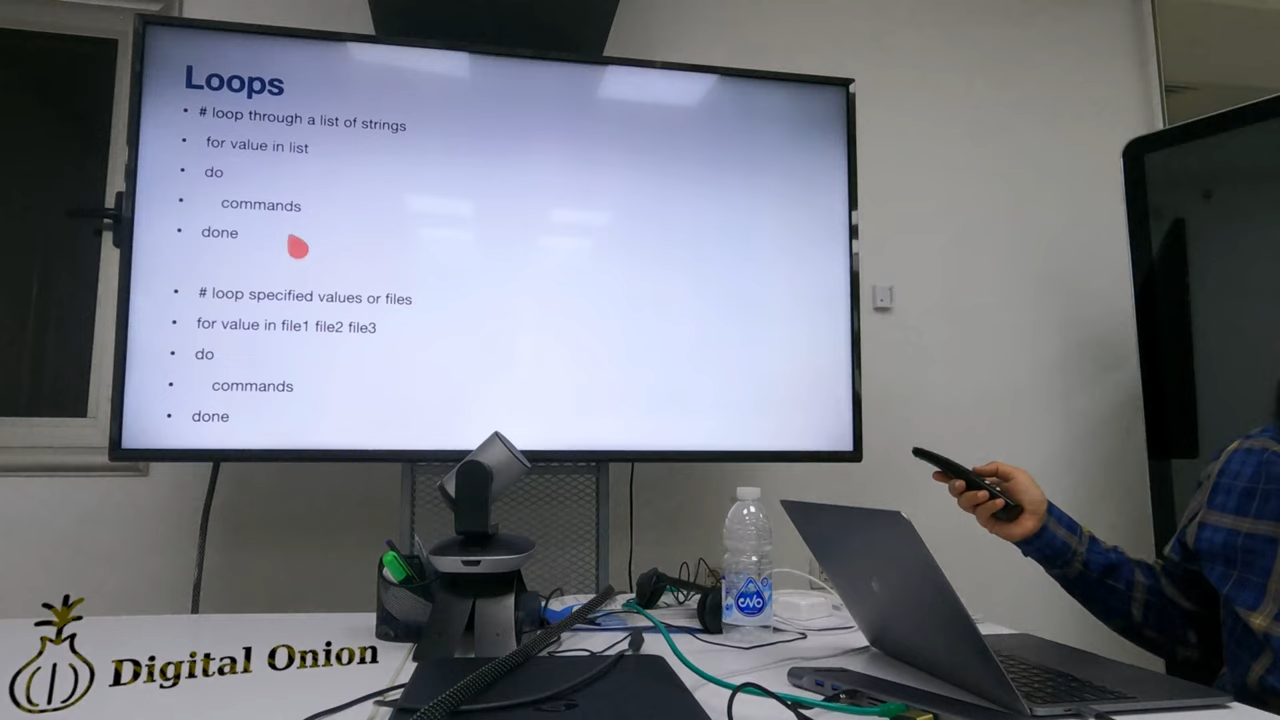 Loops
• # loop through a list of strings
• for value in list
• do
• commands
• done
• # loop specified values or files
• for value in file1 file2 file3
• do
• commands
• done
Digital Onion